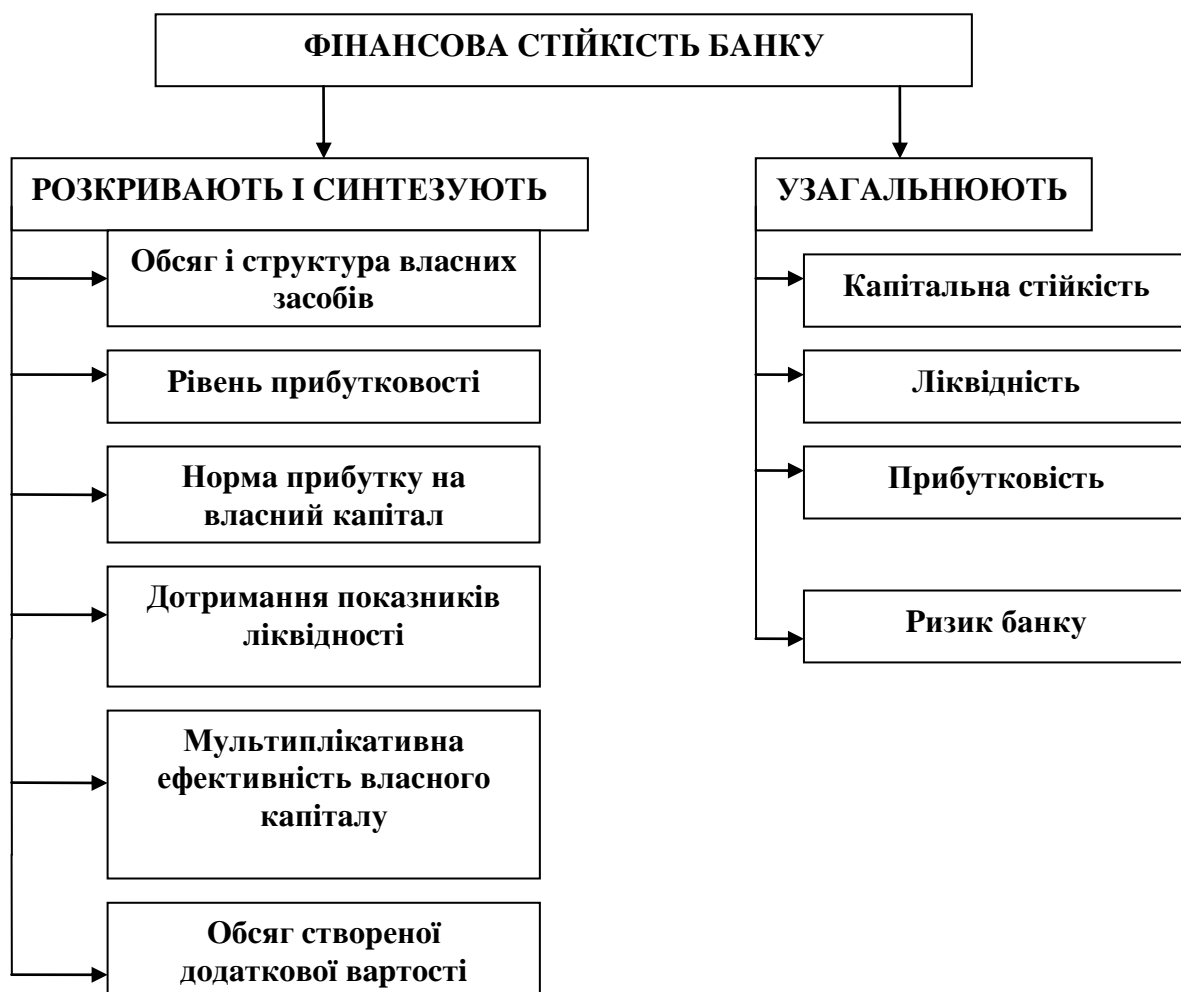 ФІНАНСОВА СТІЙКІСТЬ БАНКУ
РОЗКРИВАЮТЬ І СИНТЕЗУЮТЬ
Обсяг і структура власних
засобів
Рівень прибутковості
Норма прибутку на
власний капітал
Дотримання показників
ліквідності
Мультиплікативна
ефективність власного
капіталу
Обсяг створеної
додаткової вартості
УЗАГАЛЬНЮЮТЬ
Капітальна стійкість
Ліквідність
Прибутковість
Ризик банку